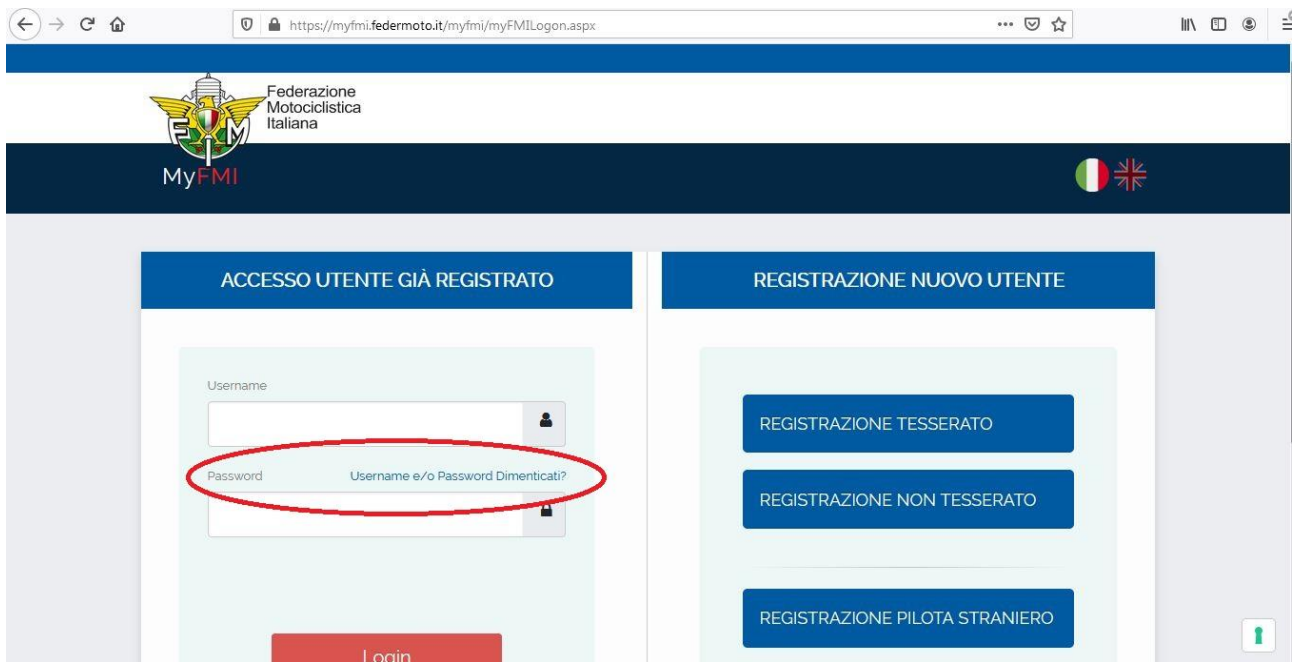 https://myfmi.federmoto.it/myfmi/myFMILogon.aspx
Federazione
Motociclistica
Italiana
FMI
MyFMI
ACCESSO UTENTE GIÀ REGISTRATO
Username
Password Username e/o Password Dimenticati?
Login
REGISTRAZIONE NUOVO UTENTE
REGISTRAZIONE TESSERATO
REGISTRAZIONE NON TESSERATO
REGISTRAZIONE PILOTA STRANIERO